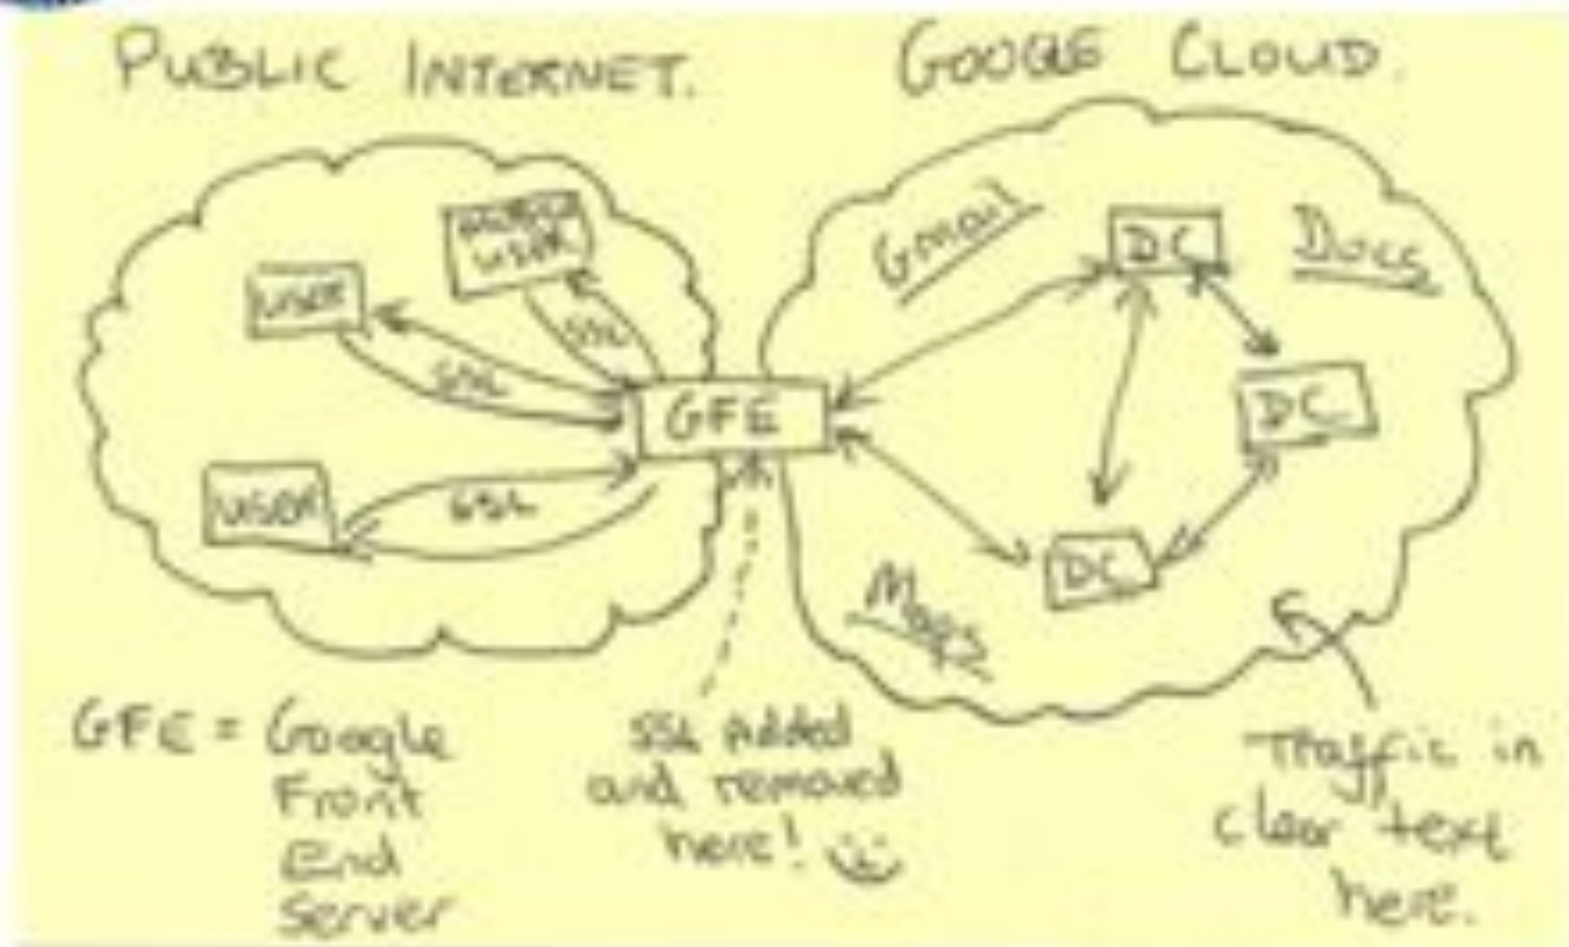 PUBLIC INTERNET.
GOOGLE CLOUD.
USER
USER
SSL
SSL
USER
SSL
GFE
Gmail
DC
Docs
DC
DC
Maps
GFE = Google
Front
End
Server
SSL Added
and removed
here!
Traffic in
clear text
here.